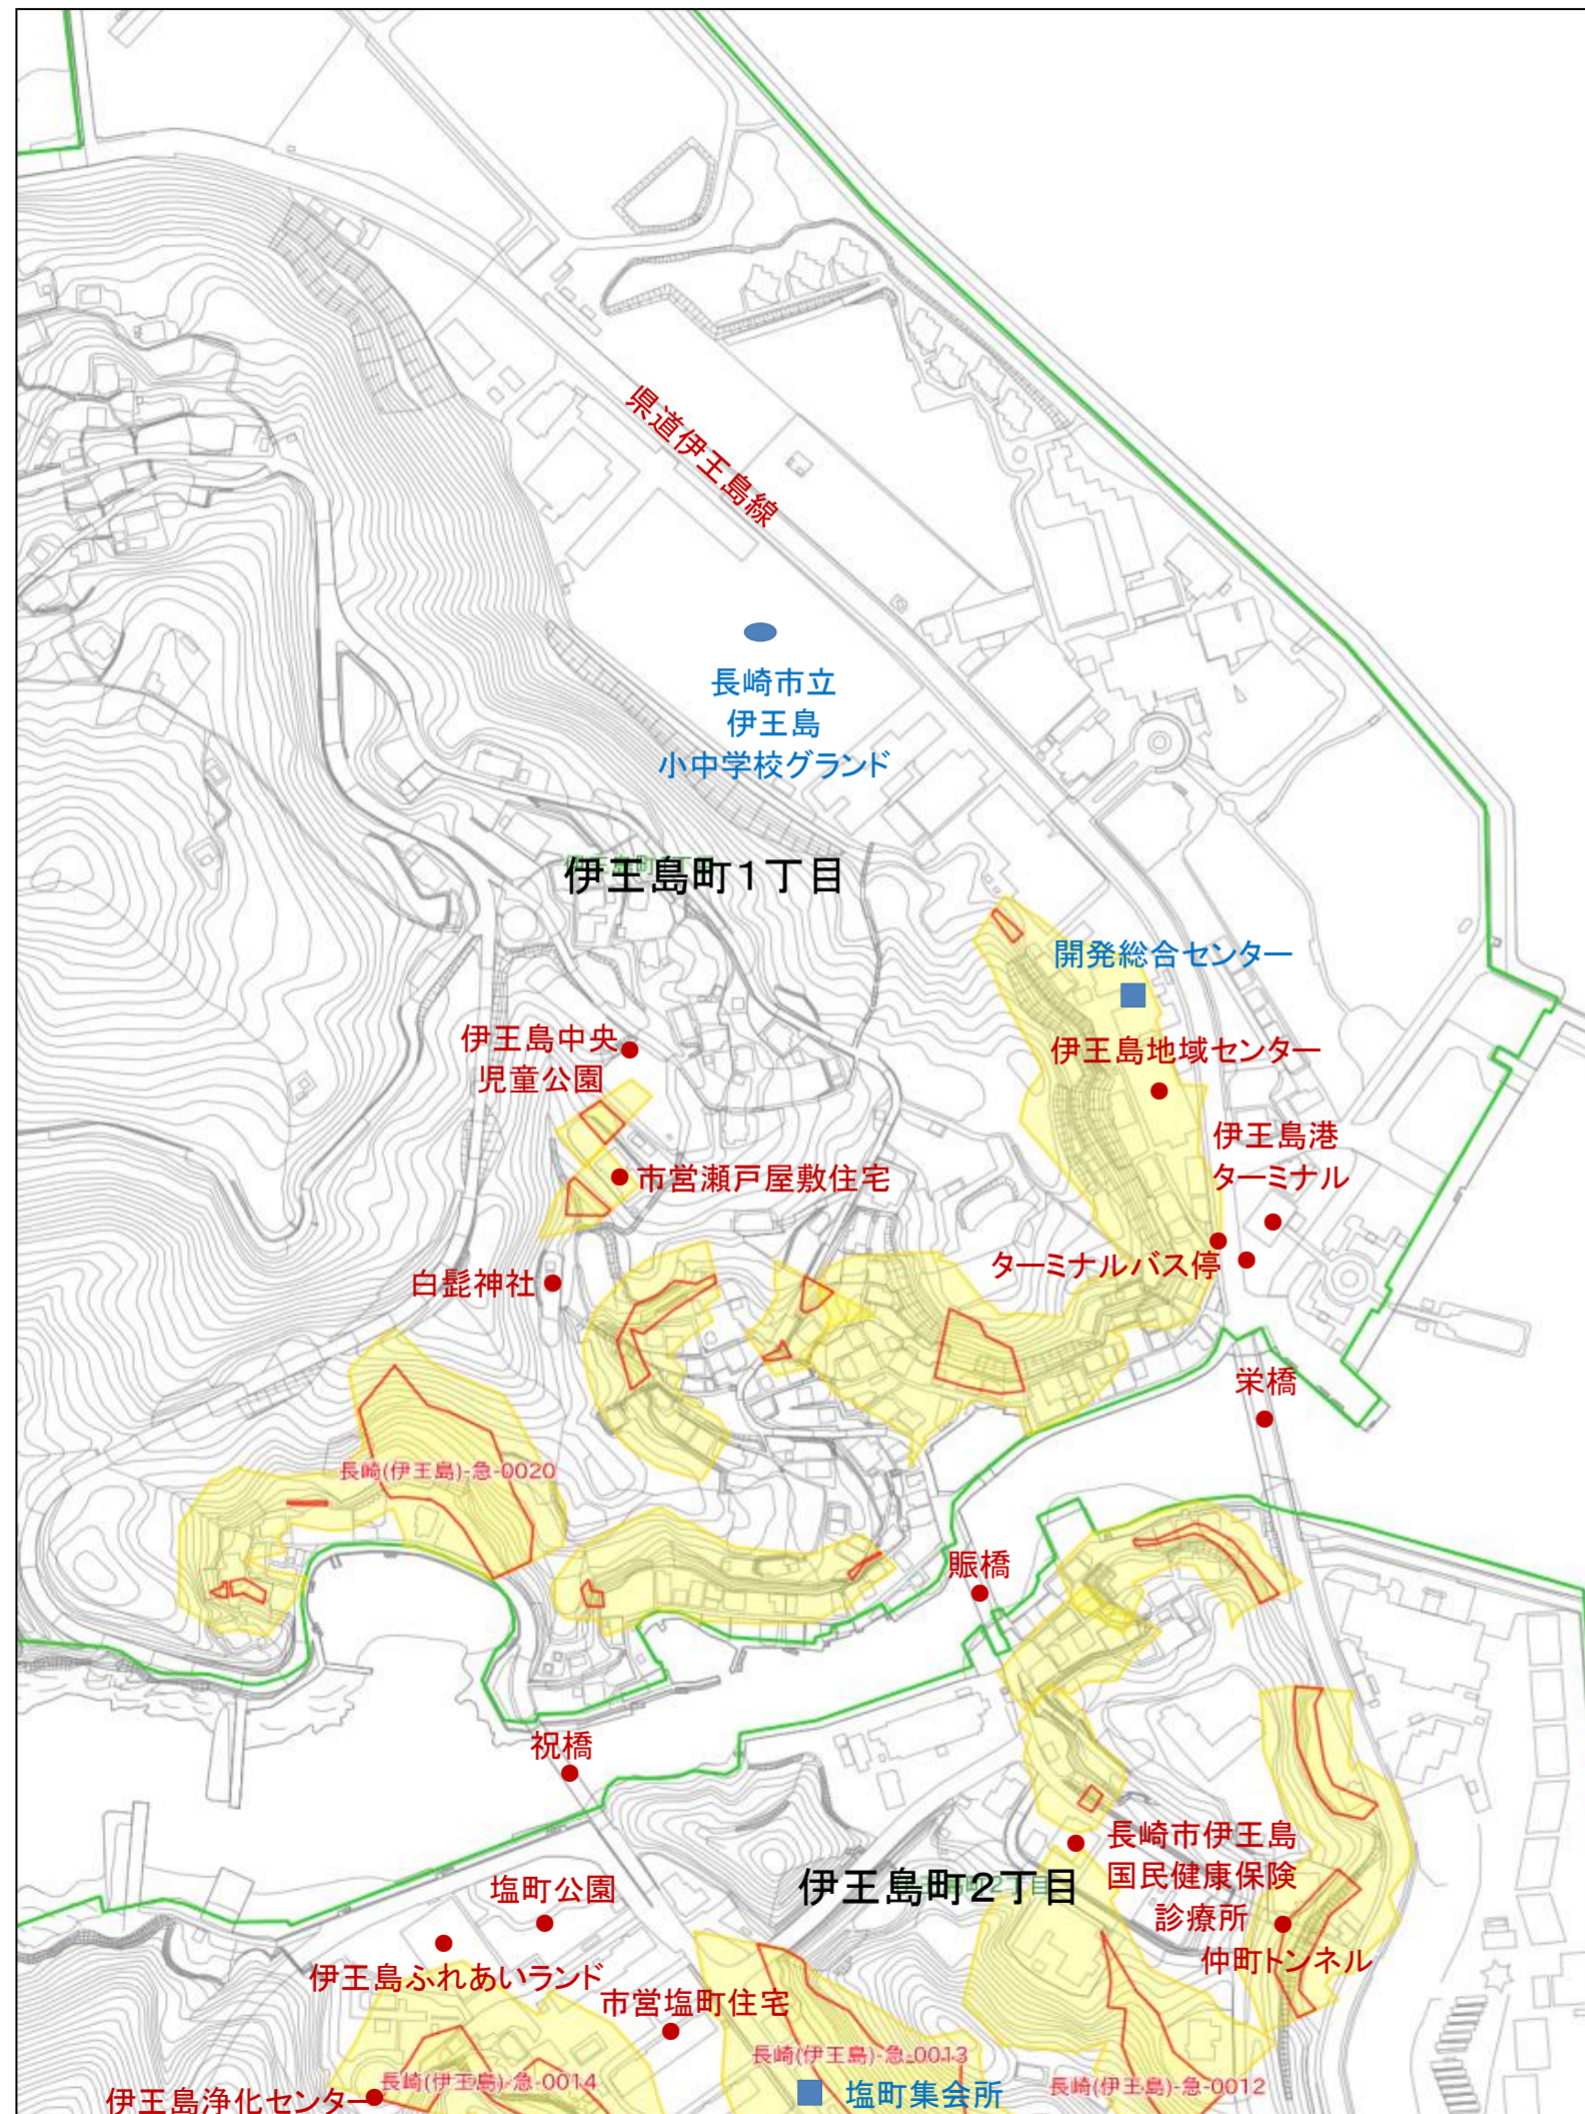 県道伊王島線
長崎市立
伊王島
小中学校グランド
伊王島町1丁目
開発総合センター
伊王島中央
児童公園
伊王島地域センター
伊王島港
ターミナル
市営瀬戸屋敷住宅
ターミナルバス停
白髭神社
栄橋
長崎(伊王島)-急-0020
賑橋
祝橋
長崎市伊王島
国民健康保険
診療所
伊王島町2丁目
塩町公園
仲町トンネル
伊王島ふれあいランド
市営塩町住宅
長崎(伊王島)-急-0013
長崎(伊王島)-急-0014
長崎(伊王島)-急-0012
塩町集会所
伊王島浄化センター